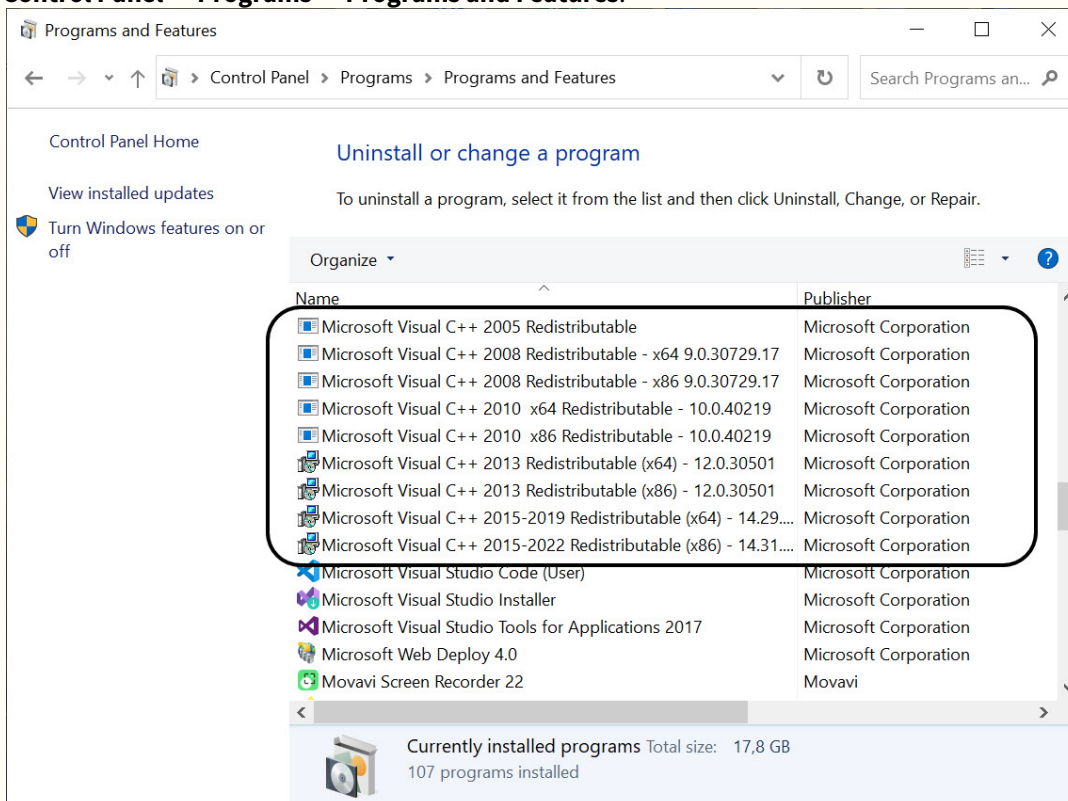 Control Panel Programs Programs and Features.
Programs and Features
Control Panel > Programs > Programs and Features
Search Programs an...
Control Panel Home
View installed updates
Turn Windows features on or
off
Uninstall or change a program
To uninstall a program, select it from the list and then click Uninstall, Change, or Repair.
Organize
Name Publisher
Microsoft Visual C++ 2005 Redistributable Microsoft Corporation
Microsoft Visual C++ 2008 Redistributable - x64 9.0.30729.17 Microsoft Corporation
Microsoft Visual C++ 2008 Redistributable - x86 9.0.30729.17 Microsoft Corporation
Microsoft Visual C++ 2010 x64 Redistributable - 10.0.40219 Microsoft Corporation
Microsoft Visual C++ 2010 x86 Redistributable - 10.0.40219 Microsoft Corporation
Microsoft Visual C++ 2013 Redistributable (x64) - 12.0.30501 Microsoft Corporation
Microsoft Visual C++ 2013 Redistributable (x86) - 12.0.30501 Microsoft Corporation
Microsoft Visual C++ 2015-2019 Redistributable (x64) - 14.29.... Microsoft Corporation
Microsoft Visual C++ 2015-2022 Redistributable (x86) - 14.31.... Microsoft Corporation
Microsoft Visual Studio Code (User) Microsoft Corporation
Microsoft Visual Studio Installer Microsoft Corporation
Microsoft Visual Studio Tools for Applications 2017 Microsoft Corporation
Microsoft Web Deploy 4.0 Microsoft Corporation
Movavi Screen Recorder 22 Movavi
Currently installed programs Total size: 17,8 GB
107 programs installed